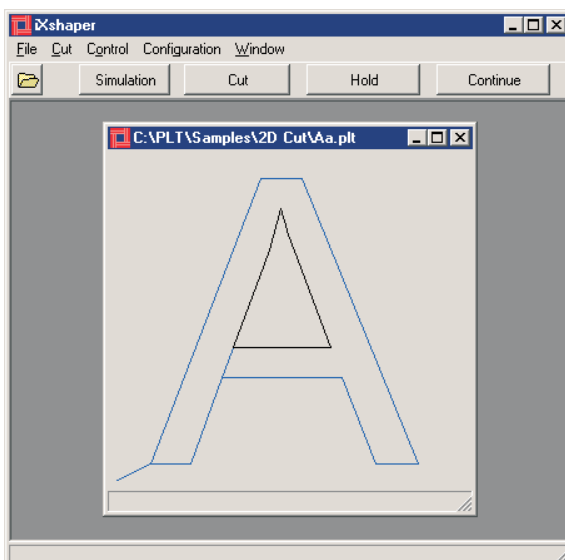 iXshaper
File Cut Control Configuration Window
Simulation Cut Hold Continue
C:\PLT\Samples\2D Cut\Aa.plt
A